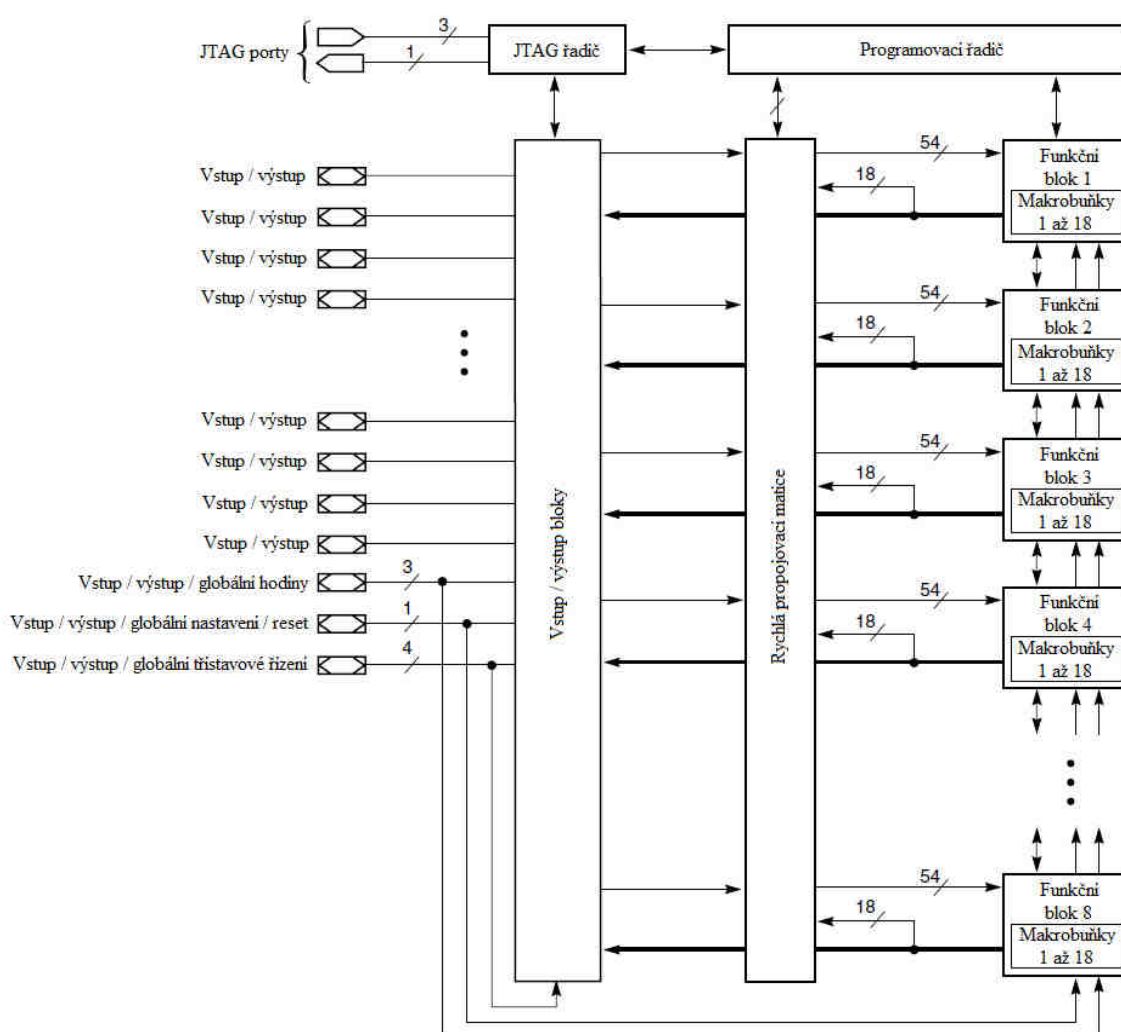 JTAG porty
3
1
JTAG řadič
Programovací řadič
Vstup / výstup
Vstup / výstup
Vstup / výstup
Vstup / výstup
Vstup / výstup
Vstup / výstup
Vstup / výstup
Vstup / výstup
Vstup / výstup / globální hodiny
3
Vstup / výstup / globální nastavení / reset
1
Vstup / výstup / globální třístavové řízení
4
Vstup / výstup bloky
Rychlá propojovací matice
54
18
Funkční
blok 1
Makrobuňky
1 až 18
54
18
Funkční
blok 2
Makrobuňky
1 až 18
54
18
Funkční
blok 3
Makrobuňky
1 až 18
54
18
Funkční
blok 4
Makrobuňky
1 až 18
54
18
Funkční
blok 8
Makrobuňky
1 až 18